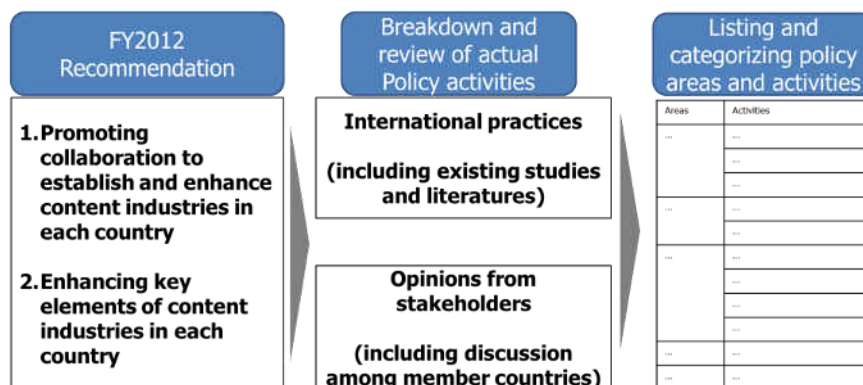 FY2012
Recommendation
1.Promoting
collaboration to
establish and enhance
content industries in
each country
2.Enhancing key
elements of content
industries in each
country
Breakdown and
review of actual
Policy activities
International practices
(including existing studies
and literatures)
Opinions from
stakeholders
(including discussion
among member countries)
Listing and
categorizing policy
areas and activities
Areas Activities
... ...
...
...
... ...
...
... ...
...
...
...
... ...
... ...